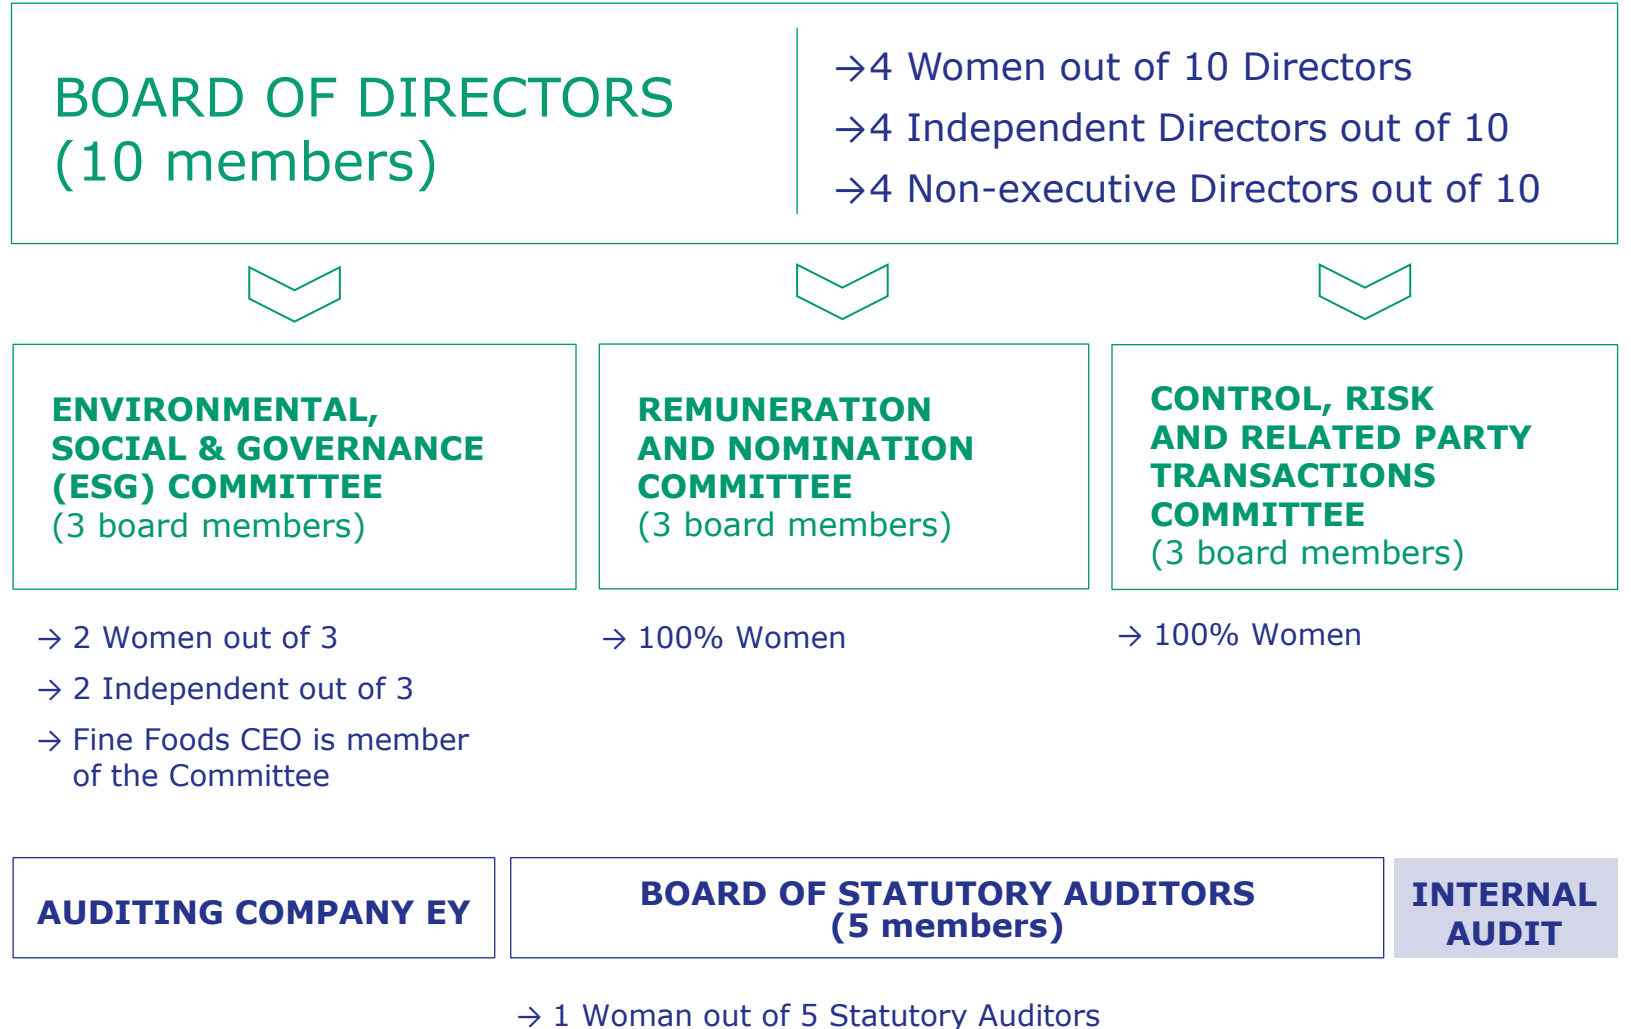 BOARD OF DIRECTORS
(10 members)
→4 Women out of 10 Directors
→4 Independent Directors out of 10
→4 Non-executive Directors out of 10
ENVIRONMENTAL,
SOCIAL & GOVERNANCE
(ESG) COMMITTEE
(3 board members)
→ 2 Women out of 3
→ 2 Independent out of 3
→ Fine Foods CEO is member
of the Committee
REMUNERATION
AND NOMINATION
COMMITTEE
(3 board members)
→ 100% Women
CONTROL, RISK
AND RELATED PARTY
TRANSACTIONS
COMMITTEE
(3 board members)
→ 100% Women
AUDITING COMPANY EY
BOARD OF STATUTORY AUDITORS
(5 members)
→ 1 Woman out of 5 Statutory Auditors
INTERNAL
AUDIT